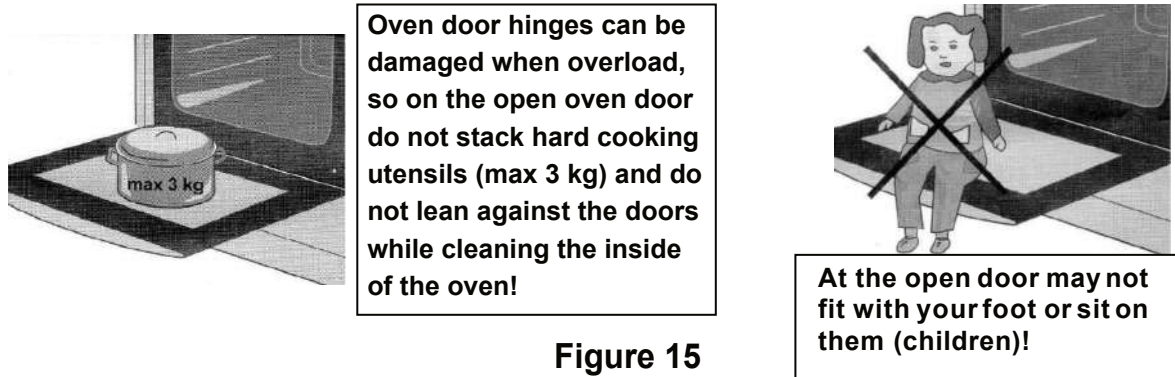 max 3 kg
Oven door hinges can be
damaged when overload,
so on the open oven door
do not stack hard cooking
utensils (max 3 kg) and do
not lean against the doors
while cleaning the inside
of the oven!
At the open door may not
fit with your foot or sit on
them (children)!
Figure 15